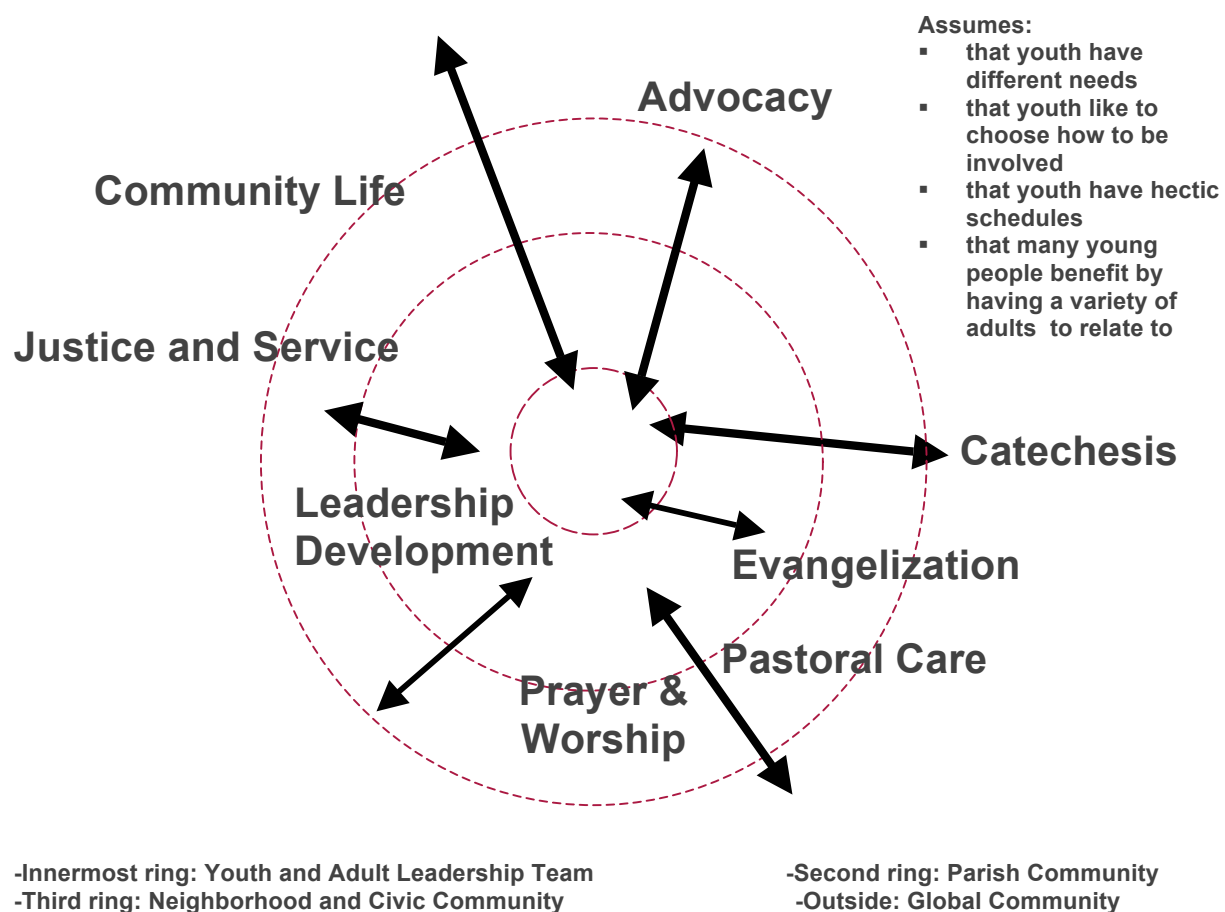 Assumes:
▪ that youth have
different needs
▪ that youth like to
choose how to be
involved
▪ that youth have hectic
schedules
▪ that many young
people benefit by
having a variety of
adults to relate to
Advocacy
Community Life
Justice and Service
Catechesis
Leadership
Development
Evangelization
Pastoral Care
Prayer &
Worship
-Innermost ring: Youth and Adult Leadership Team
-Second ring: Parish Community
-Third ring: Neighborhood and Civic Community
-Outside: Global Community